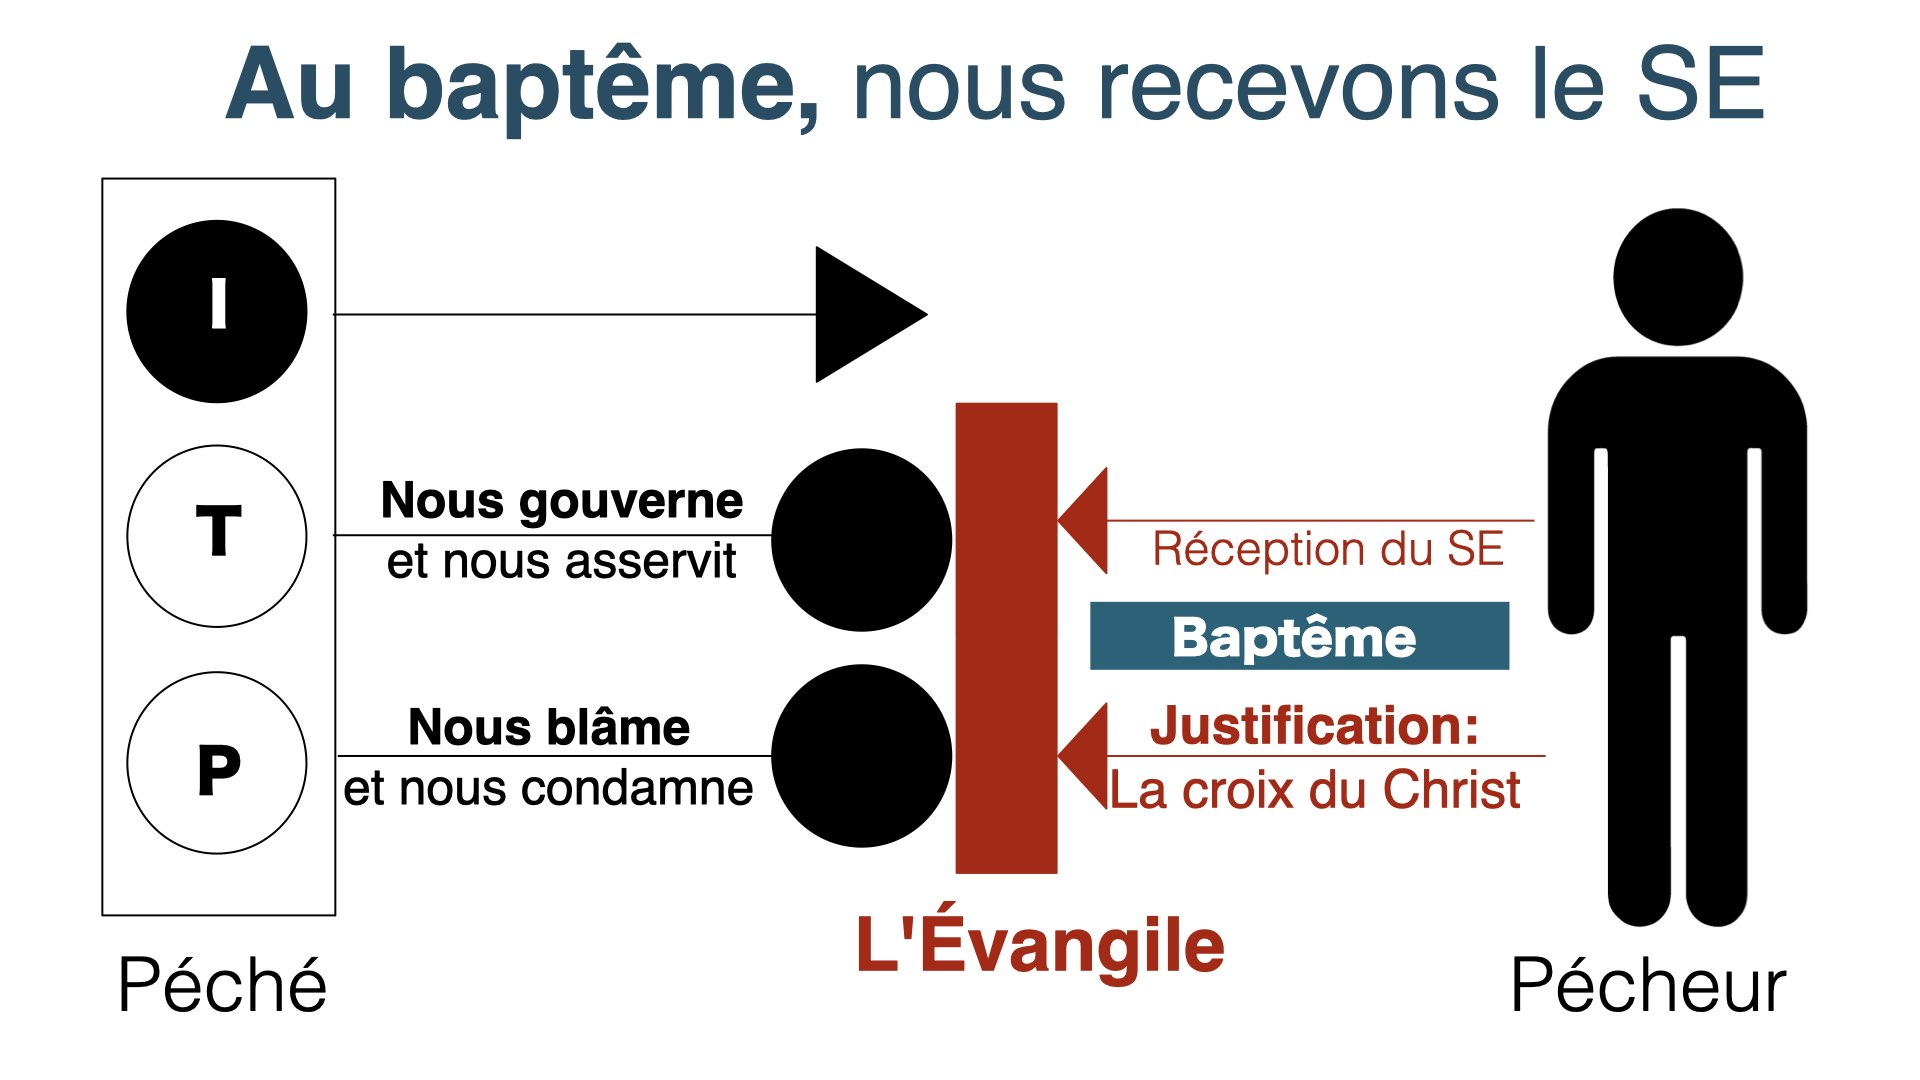 Au baptême, nous recevons le SE
I
T
Nous gouverne
et nous asservit
Réception du SE
Baptême
P
Nous blâme
et nous condamne
Justification:
La croix du Christ
L'Évangile
Péché
Pécheur